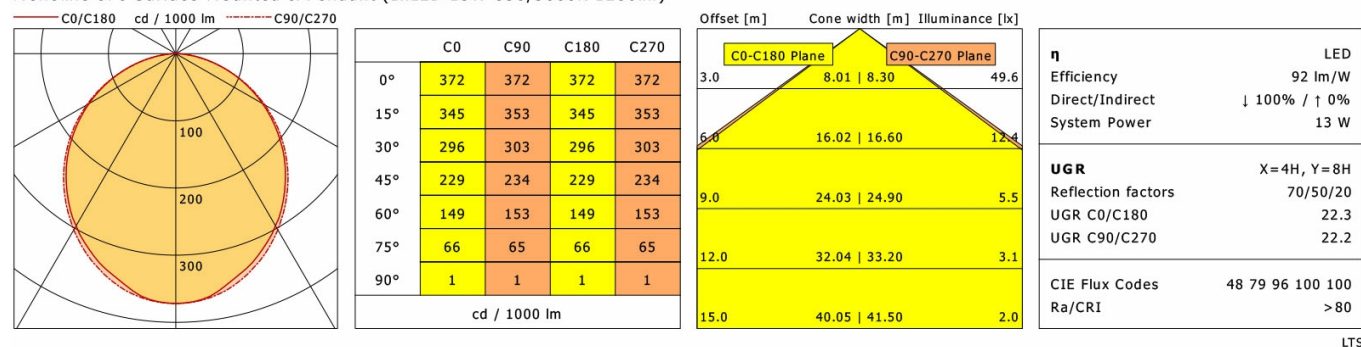 C0/C180 cd / 1000 lm C90/C270
100
200
300
C0 C90 C180 C270
0° 372 372 372 372
15° 345 353 345 353
30° 296 303 296 303
45° 229 234 229 234
60° 149 153 149 153
75° 66 65 66 65
90° 1 1 1 1
cd / 1000 lm
Offset [m] Cone width [m] Illuminance [lx]
C0-C180 Plane C90-C270 Plane
3.0 8.01 | 8.30 49.6
6.0 16.02 | 16.60 12.4
9.0 24.03 | 24.90 5.5
12.0 32.04 | 33.20 3.1
15.0 40.05 | 41.50 2.0
η LED
Efficiency 92 lm/W
Direct/Indirect ↓ 100% / ↑ 0%
System Power 13 W
UGR X=4H, Y=8H
Reflection factors 70/50/20
UGR C0/C180 22.3
UGR C90/C270 22.2
CIE Flux Codes 48 79 96 100 100
Ra/CRI >80
LTS